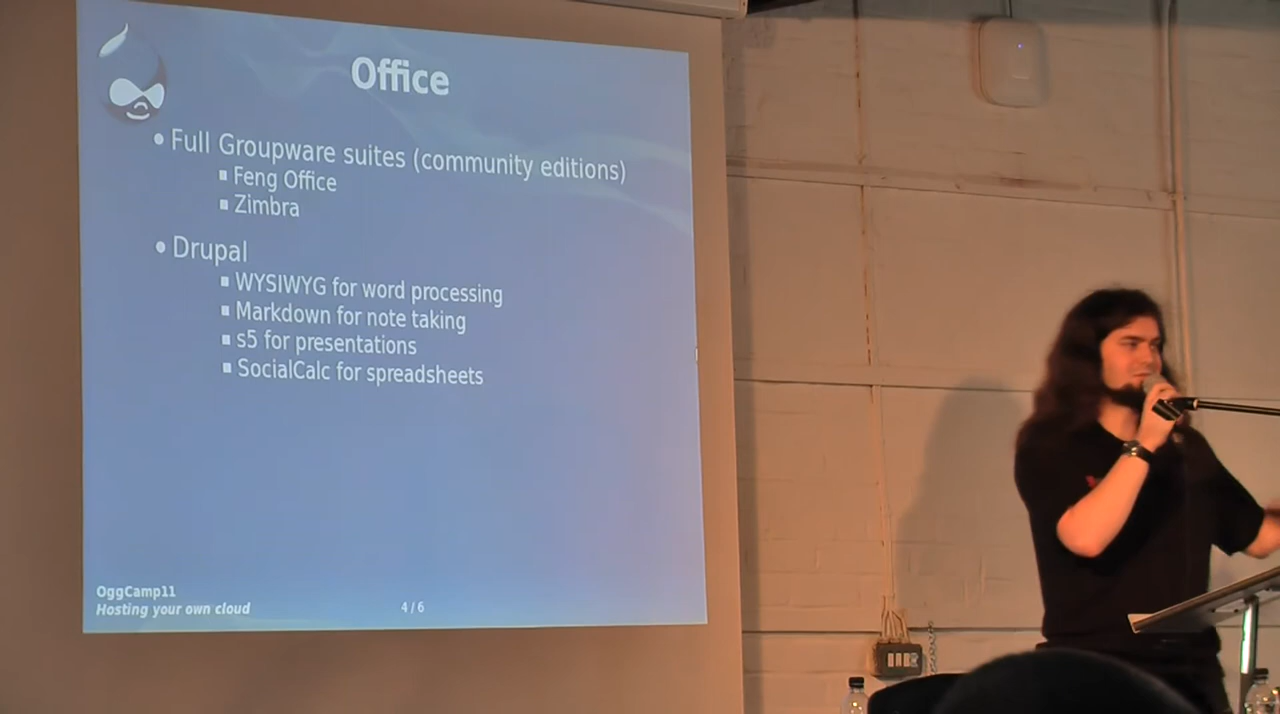 Office
• Full Groupware suites (community editions)
▪ Feng Office
▪ Zimbra
• Drupal
▪ WYSIWYG for word processing
▪ Markdown for note taking
▪ s5 for presentations
▪ SocialCalc for spreadsheets
OggCamp11
Hosting your own cloud
4 / 6